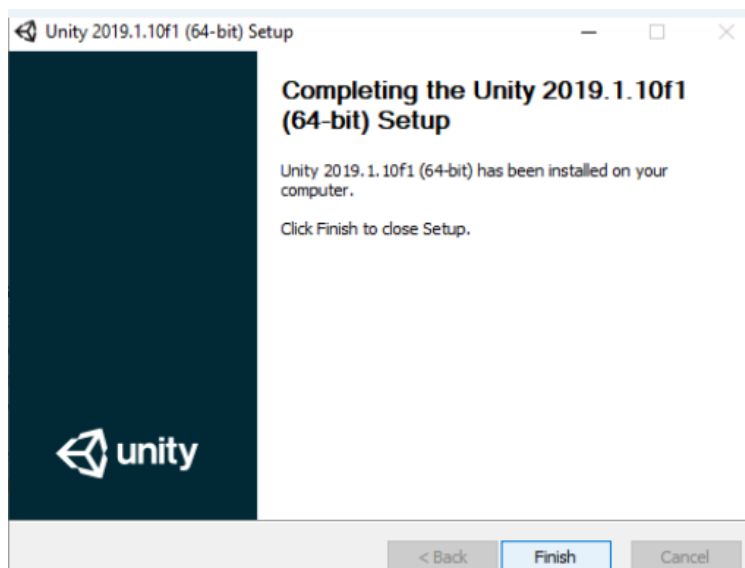 Unity 2019.1.10f1 (64-bit) Setup
Completing the Unity 2019.1.10f1
(64-bit) Setup
Unity 2019.1.10f1 (64-bit) has been installed on your
computer.
Click Finish to close Setup.
unity
< Back Finish Cancel